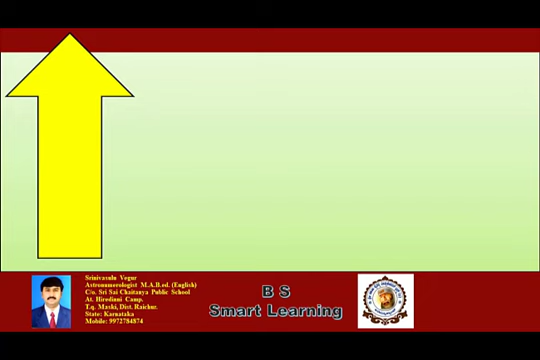 Srinivasulu Vegur
Astronumerologist M.A.B.ed. (English)
C/o. Sri Sai Chaitanya Public School
At. Hiredinni Camp.
T.q. Maski, Dist. Raichur.
State: Karnataka
Mobile: 9972784874
B S
Smart Learning